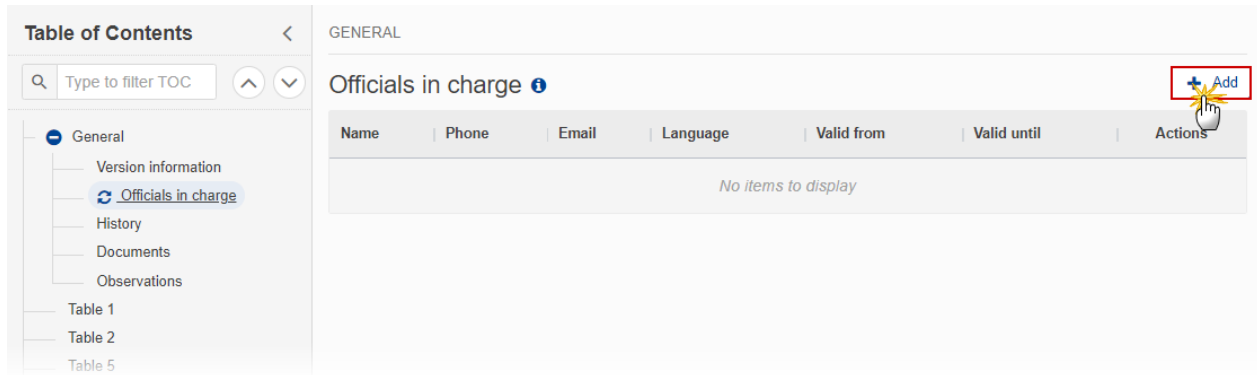 Table of Contents
Type to filter TOC
General
Version information
Officials in charge
History
Documents
Observations
Table 1
Table 2
Table 5
GENERAL
Officials in charge
Add
Name Phone Email Language Valid from Valid until Actions
No items to display